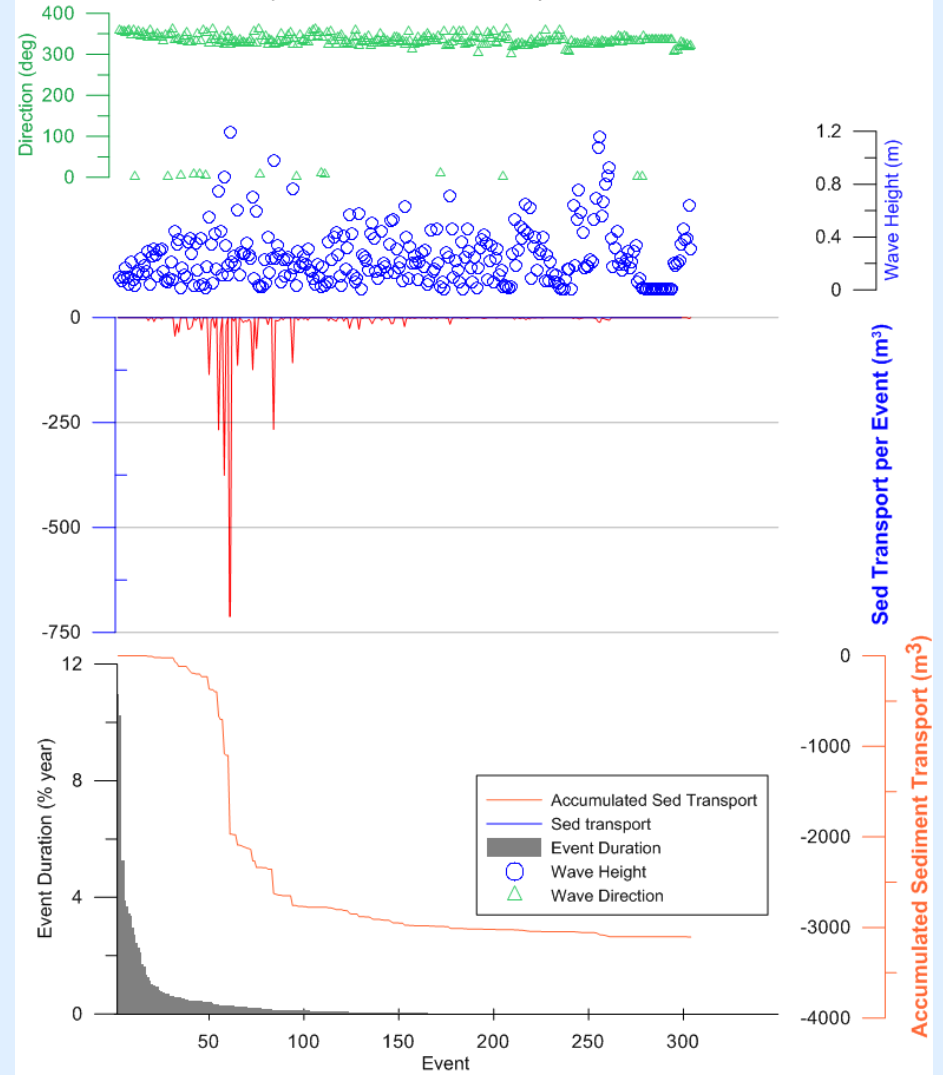 400
300
200
100
0
Direction (deg)
1.2
0.8
0.4
0
Wave Height (m)
0
-250
-500
-750
Sed Transport per Event (m³)
12
8
4
0
Event Duration (% year)
0
-1000
-2000
-3000
-4000
Accumulated Sediment Transport (m³)
Accumulated Sed Transport
Sed transport
Event Duration
Wave Height
Wave Direction
50 100 150 200 250 300
Event